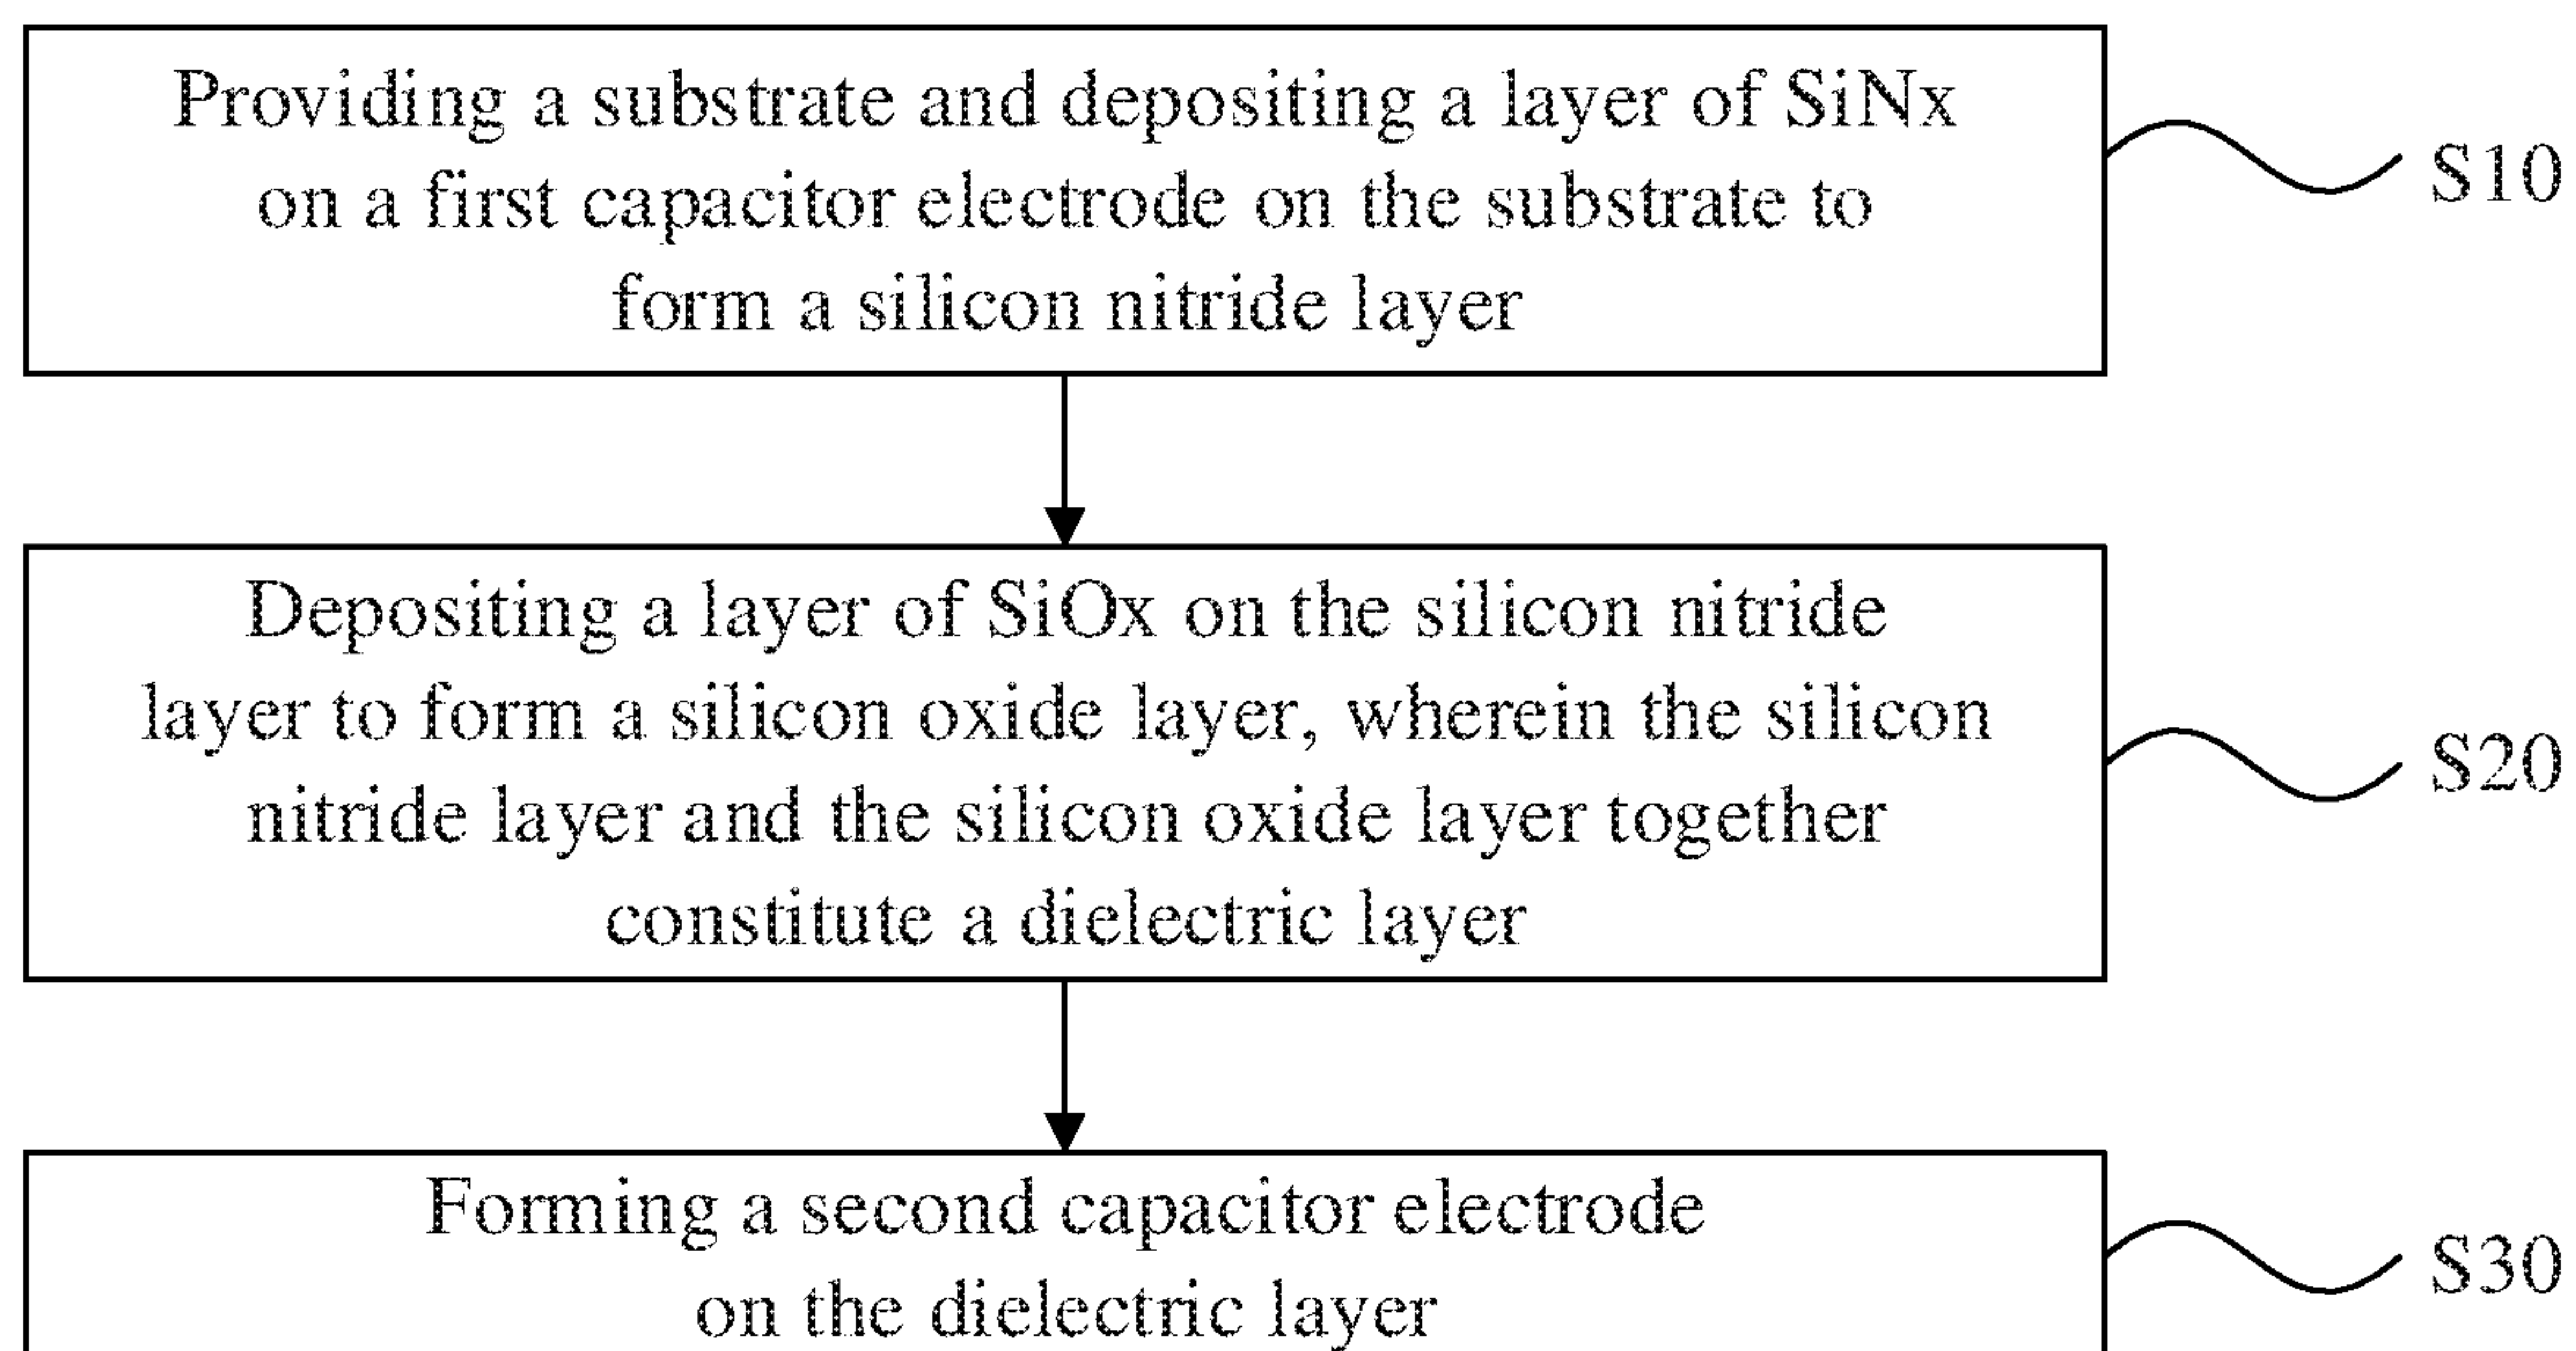 Providing a substrate and depositing a layer of SiNx
on a first capacitor electrode on the substrate to
form a silicon nitride layer
S10
Depositing a layer of SiOx on the silicon nitride
layer to form a silicon oxide layer, wherein the silicon
nitride layer and the silicon oxide layer together
constitute a dielectric layer
S20
Forming a second capacitor electrode
on the dielectric layer
S30